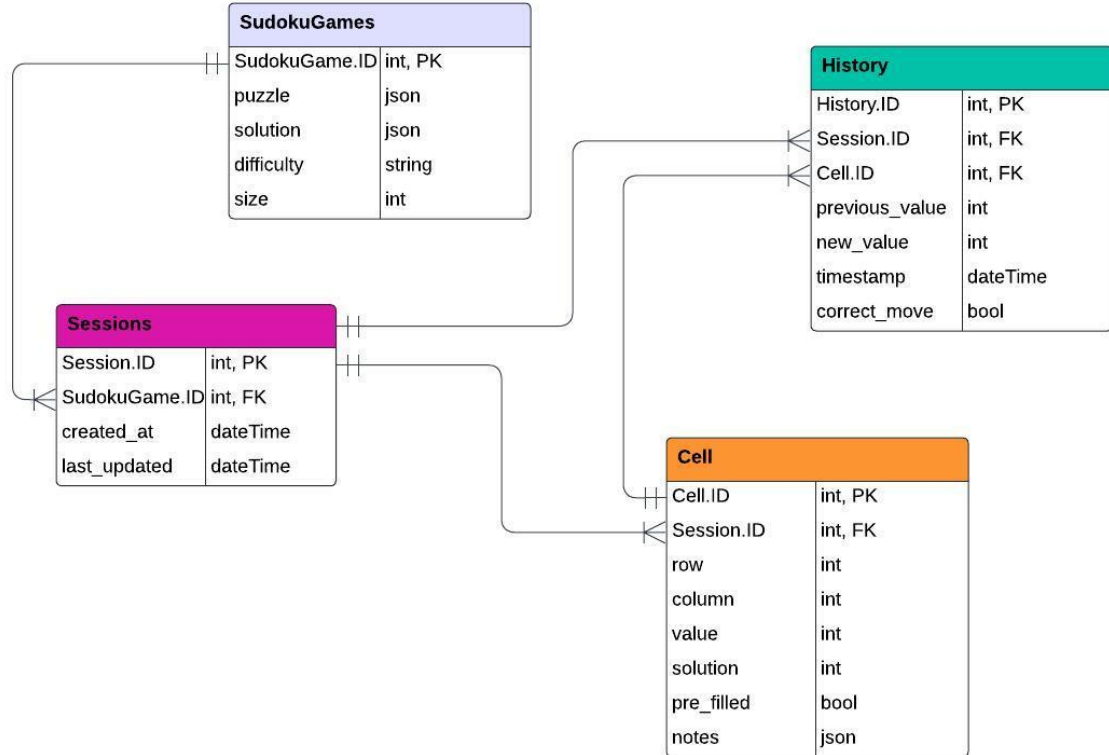 SudokuGames
SudokuGame.ID int, PK
puzzle json
solution json
difficulty string
size int
History
History.ID int, PK
Session.ID int, FK
Cell.ID int, FK
previous_value int
new_value int
timestamp dateTime
correct_move bool
Sessions
Session.ID int, PK
SudokuGame.ID int, FK
created_at dateTime
last_updated dateTime
Cell
Cell.ID int, PK
Session.ID int, FK
row int
column int
value int
solution int
pre_filled bool
notes json